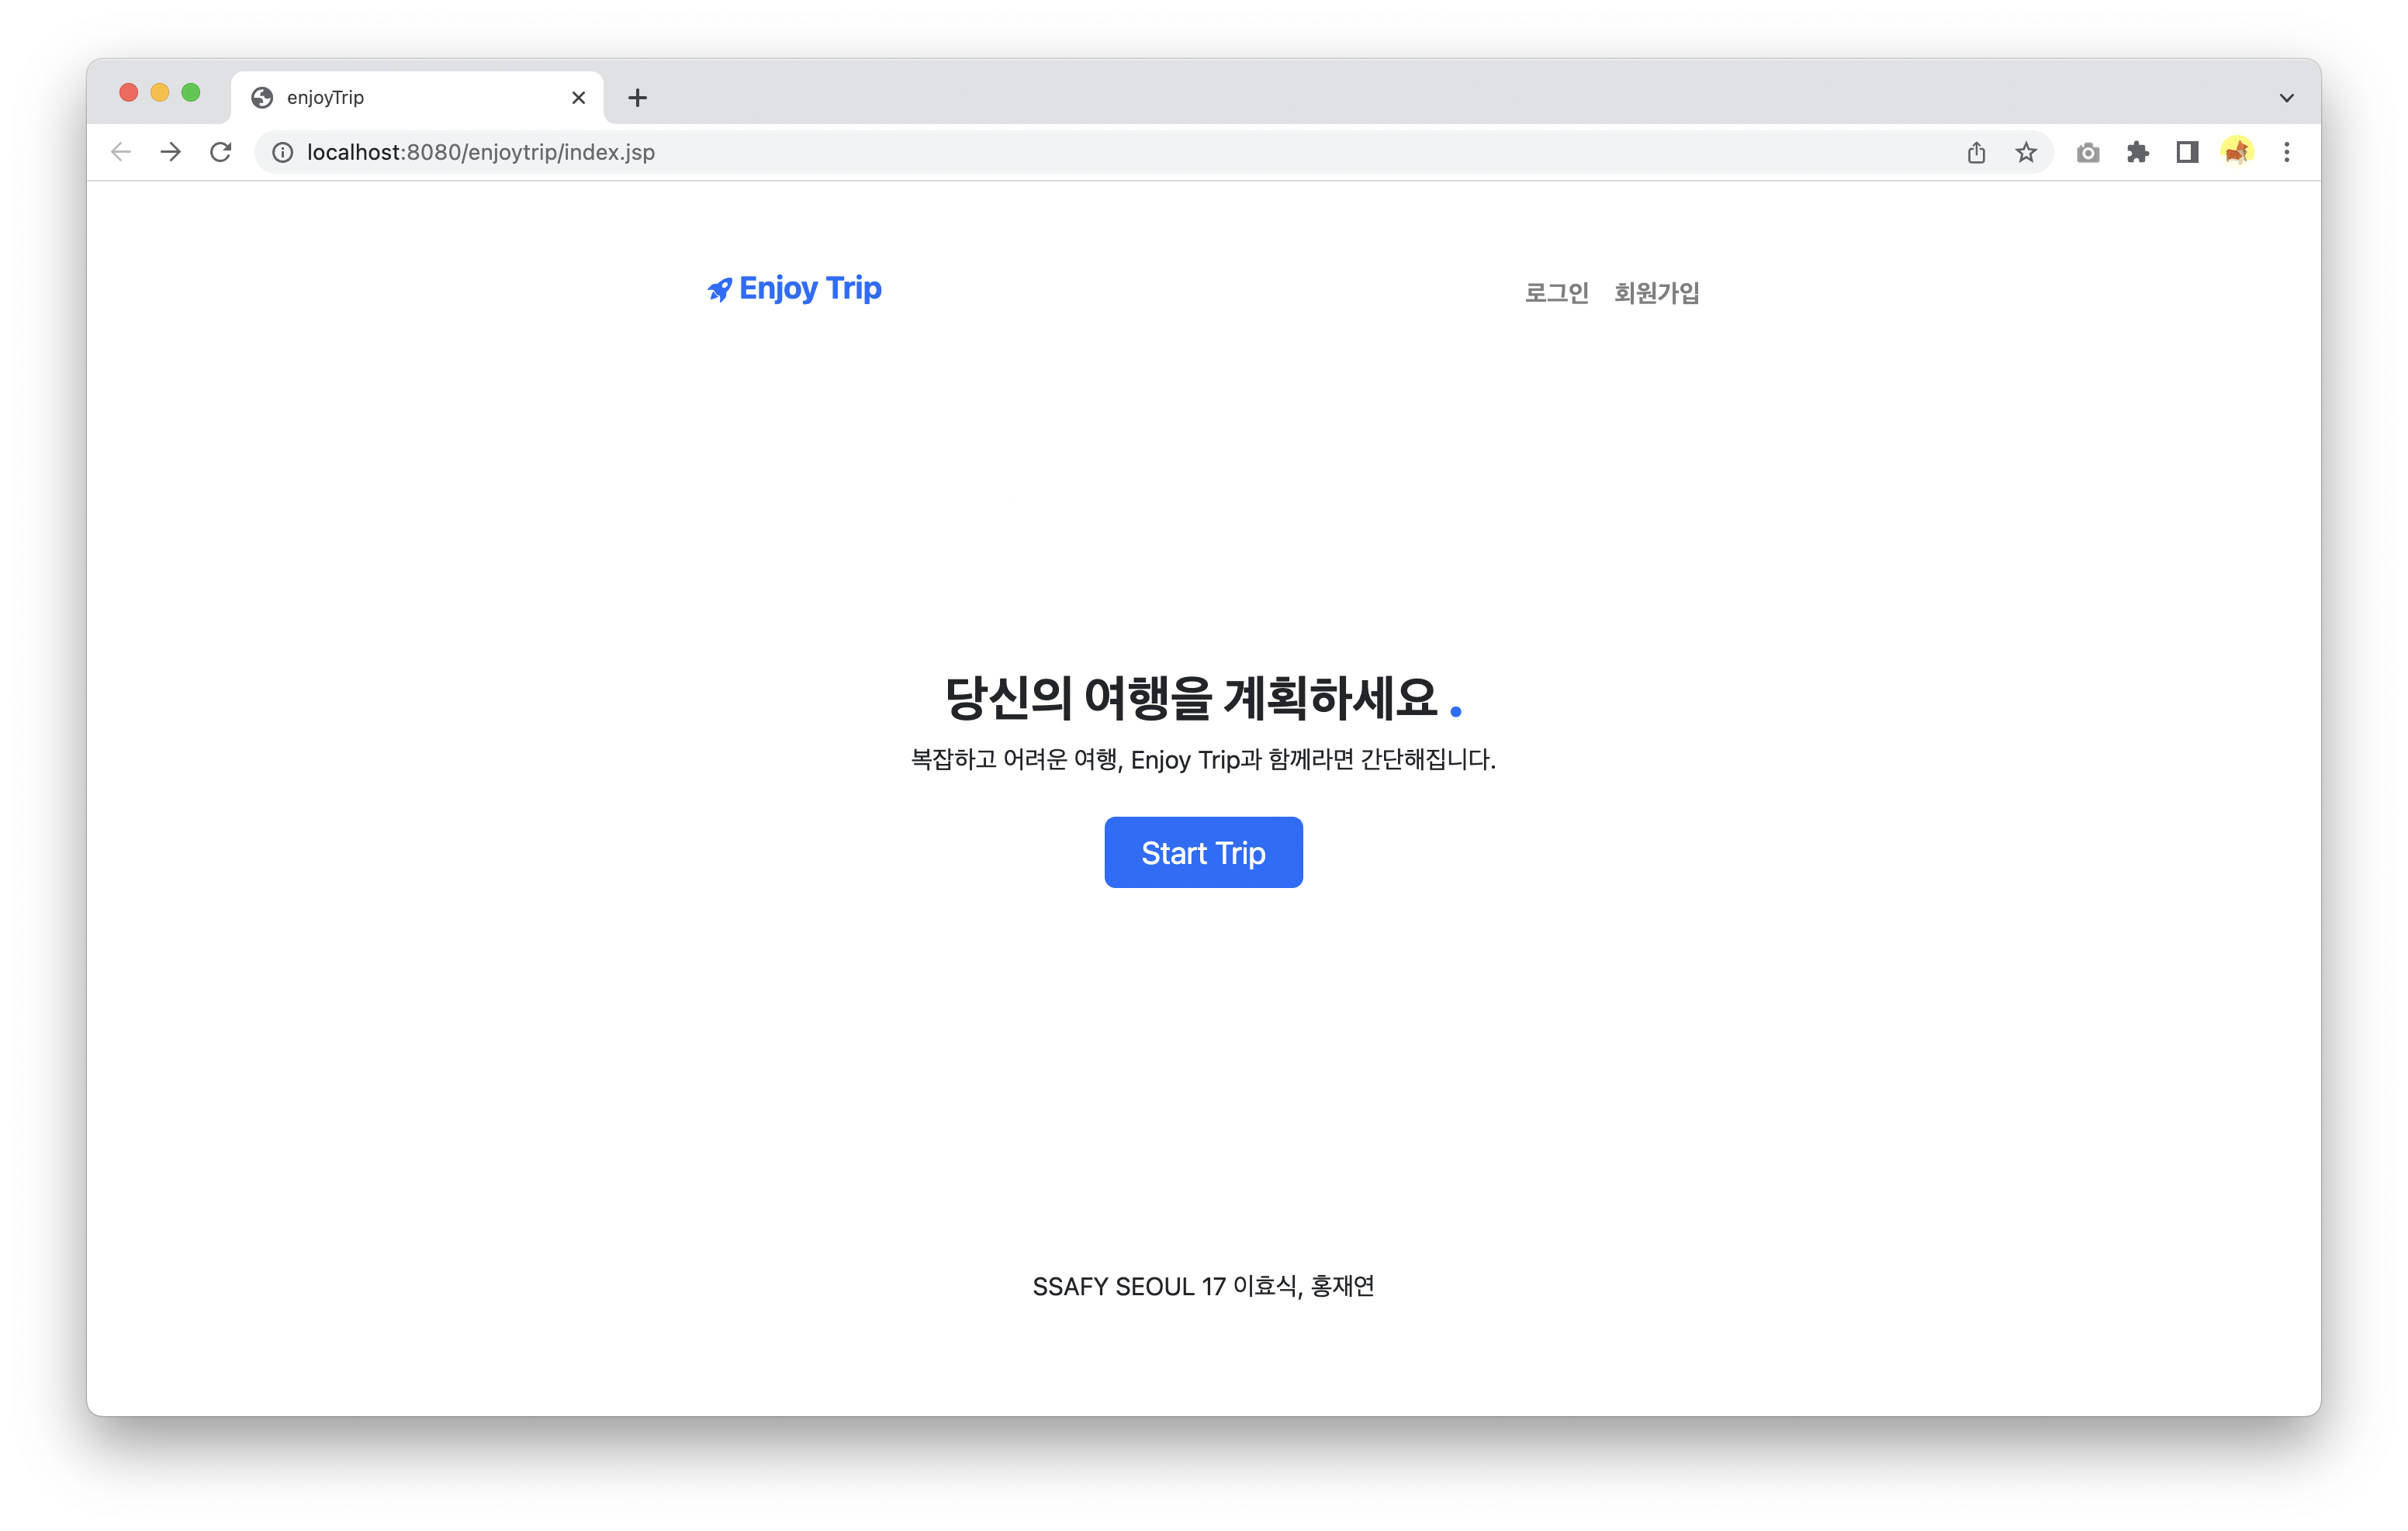 enjoyTrip
localhost:8080/enjoytrip/index.jsp
Enjoy Trip
로그인 회원가입
당신의 여행을 계획하세요 .
복잡하고 어려운 여행, Enjoy Trip과 함께라면 간단해집니다.
Start Trip
SSAFY SEOUL 17 이효식, 홍재연